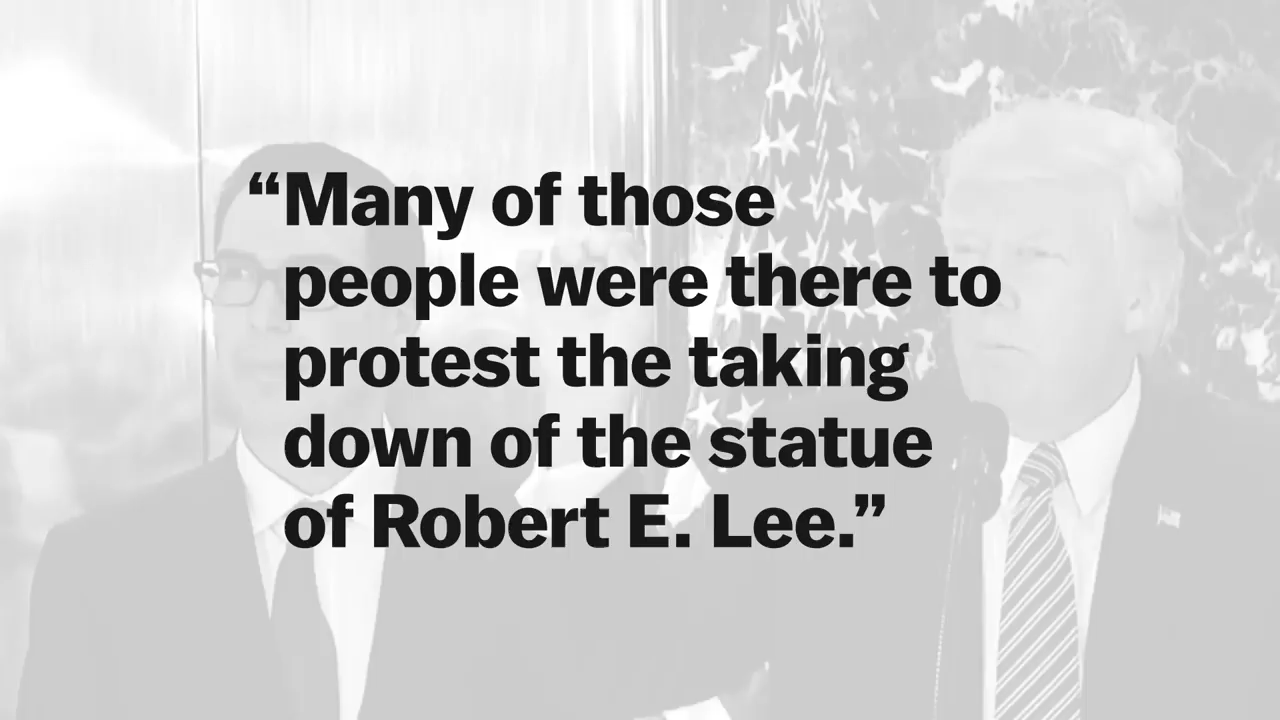 “Many of those
people were there to
protest the taking
down of the statue
of Robert E. Lee.”